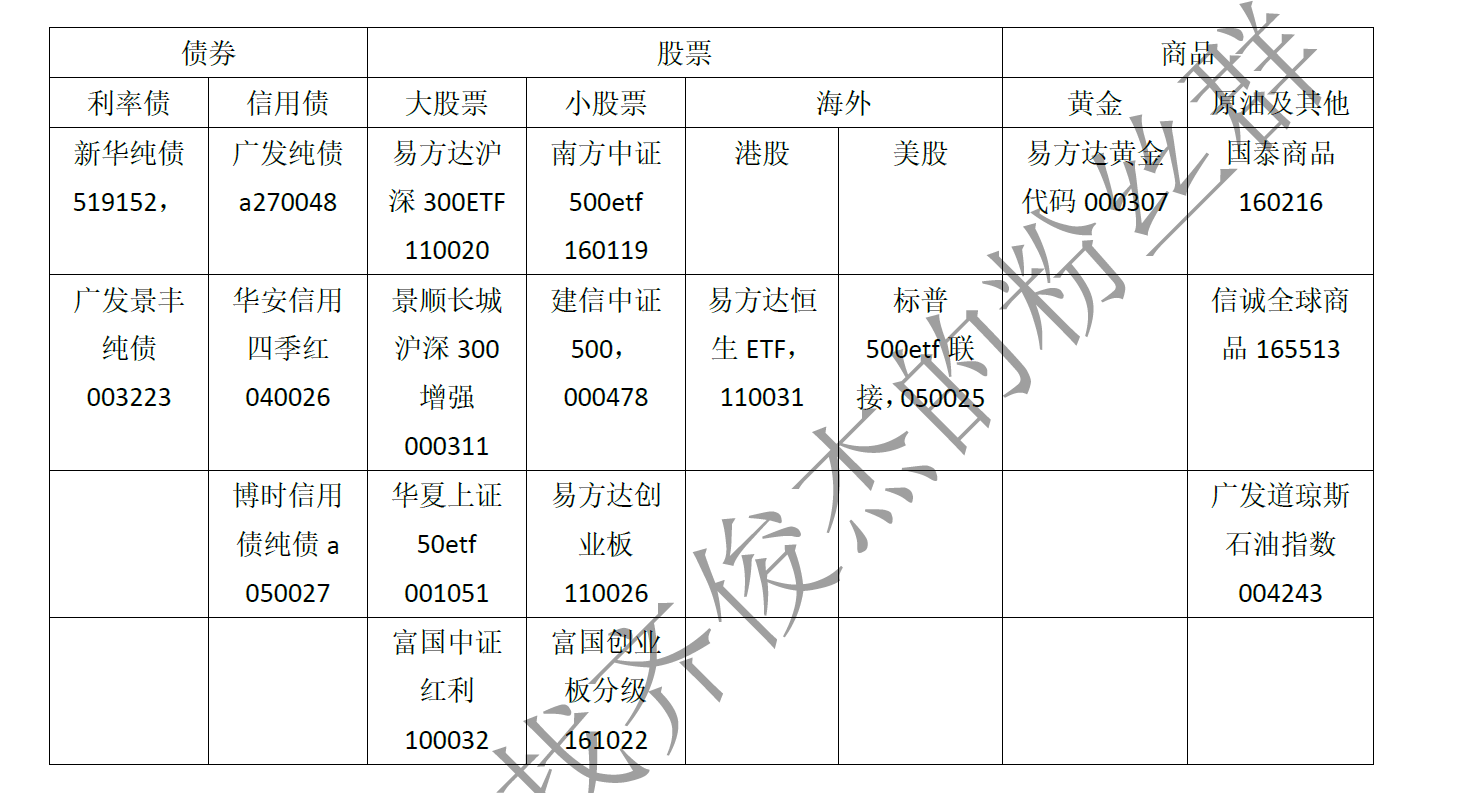 债券
股票
商品
利率债
信用债
大股票
小股票
海外
黄金
原油及其他
新华纯债
519152，
广发纯债
a270048
易方达沪
深 300ETF
110020
南方中证
500etf
160119
港股
美股
易方达黄金
代码 000307
国泰商品
160216
广发景丰
纯债
003223
华安信用
四季红
040026
景顺长城
沪深 300
增强
000311
建信中证
500，
000478
易方达恒
生 ETF，
110031
标普
500etf 联
接，050025
信诚全球商
品 165513
博时信用
债纯债 a
050027
华夏上证
50etf
001051
易方达创
业板
110026
广发道琼斯
石油指数
004243
富国中证
红利
100032
富国创业
板分级
161022
找齐俊杰的粉丝群